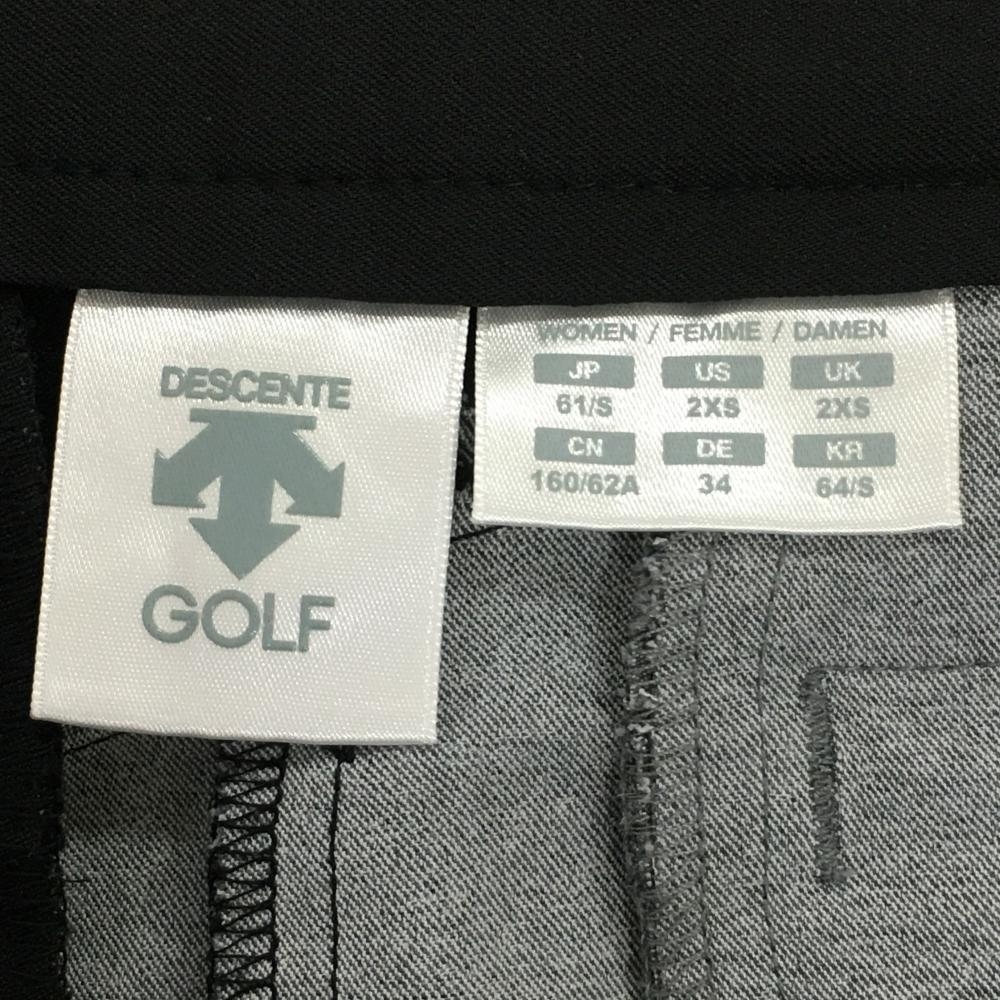 DESCENTE
GOLF
WOMEN / FEMME / DAMEN
JP US UK
61/S 2XS 2XS
CN DE KR
160/62A 34 64/S